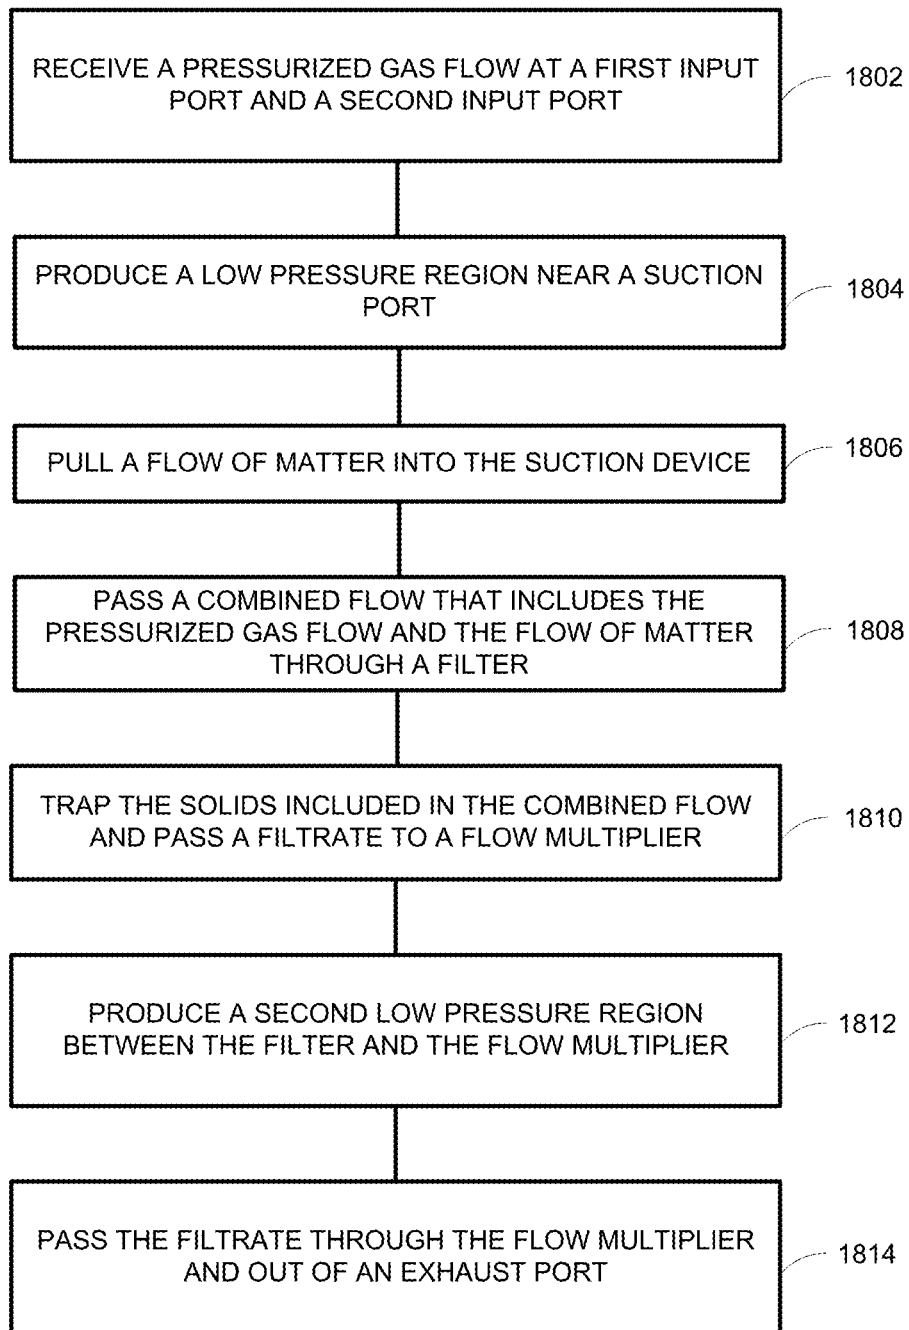 RECEIVE A PRESSURIZED GAS FLOW AT A FIRST INPUT
PORT AND A SECOND INPUT PORT
1802
PRODUCE A LOW PRESSURE REGION NEAR A SUCTION
PORT
1804
PULL A FLOW OF MATTER INTO THE SUCTION DEVICE
1806
PASS A COMBINED FLOW THAT INCLUDES THE
PRESSURIZED GAS FLOW AND THE FLOW OF MATTER
THROUGH A FILTER
1808
TRAP THE SOLIDS INCLUDED IN THE COMBINED FLOW
AND PASS A FILTRATE TO A FLOW MULTIPLIER
1810
PRODUCE A SECOND LOW PRESSURE REGION
BETWEEN THE FILTER AND THE FLOW MULTIPLIER
1812
PASS THE FILTRATE THROUGH THE FLOW MULTIPLIER
AND OUT OF AN EXHAUST PORT
1814